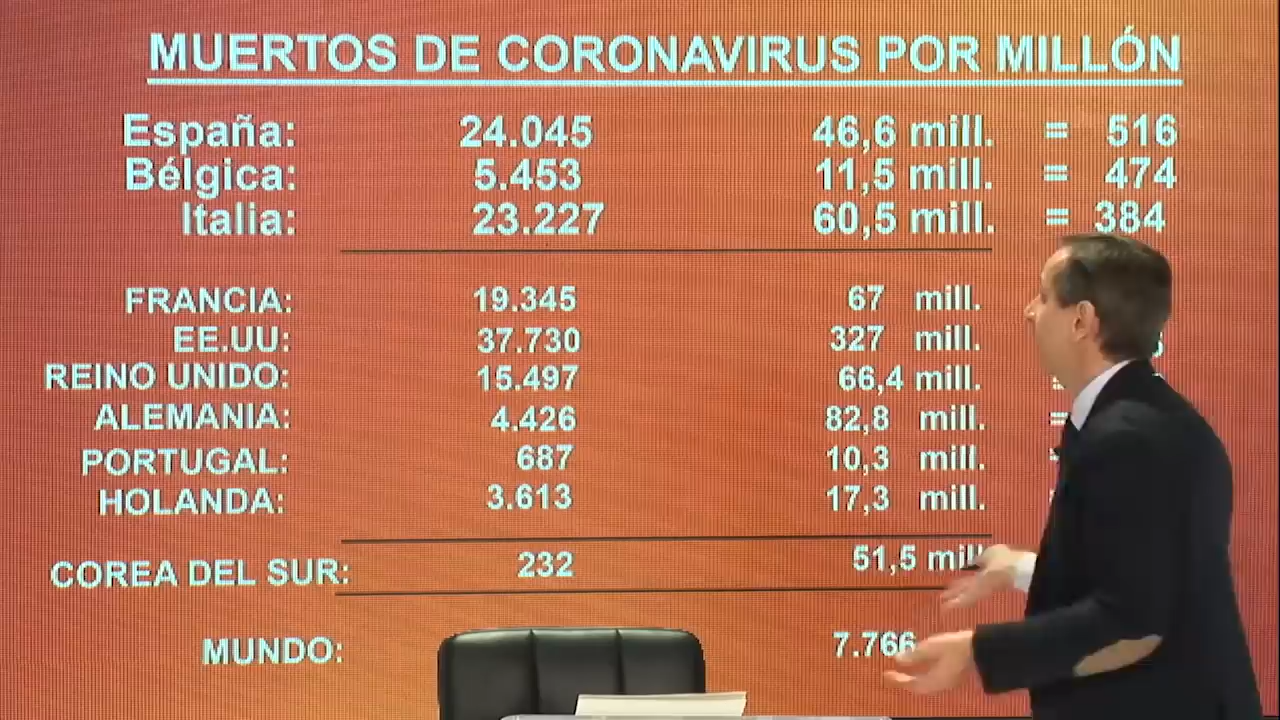 MUERTOS DE CORONAVIRUS POR MILLÓN
España: 24.045 46,6 mill. = 516
Bélgica: 5.453 11,5 mill. = 474
Italia: 23.227 60,5 mill. = 384
FRANCIA: 19.345 67 mill.
EE.UU: 37.730 327 mill.
REINO UNIDO: 15.497 66,4 mill.
ALEMANIA: 4.426 82,8 mill. =
PORTUGAL: 687 10,3 mill.
HOLANDA: 3.613 17,3 mill.
COREA DEL SUR: 232 51,5 mill
MUNDO: 7.766